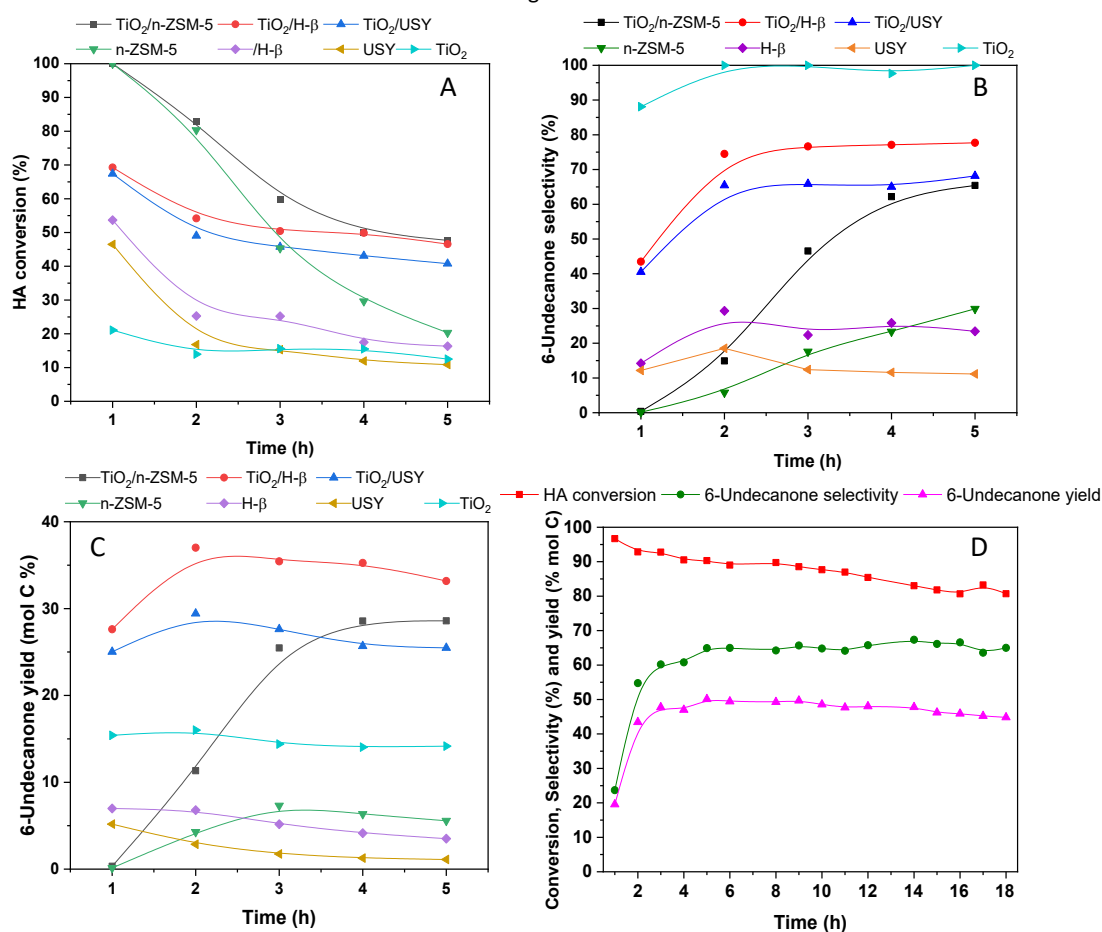 TiO2/n-ZSM-5 TiO2/H-β TiO2/USY
n-ZSM-5 /H-β USY TiO2
100
90
80
70
60
50
40
30
20
10
0
HA conversion (%)
A
1 2 3 4 5
Time (h)
TiO2/n-ZSM-5 TiO2/H-β TiO2/USY
n-ZSM-5 H-β USY TiO2
100
90
80
70
60
50
40
30
20
10
0
6-Undecanone selectivity (%)
B
1 2 3 4 5
Time (h)
TiO2/n-ZSM-5 TiO2/H-β TiO2/USY
n-ZSM-5 H-β USY TiO2
40
30
20
10
0
6-Undecanone yield (mol C %)
C
1 2 3 4 5
Time (h)
HA conversion 6-Undecanone selectivity 6-Undecanone yield
100
90
80
70
60
50
40
30
20
10
0
Conversion, Selectivity (%) and yield (% mol C)
D
2 4 6 8 10 12 14 16 18
Time (h)